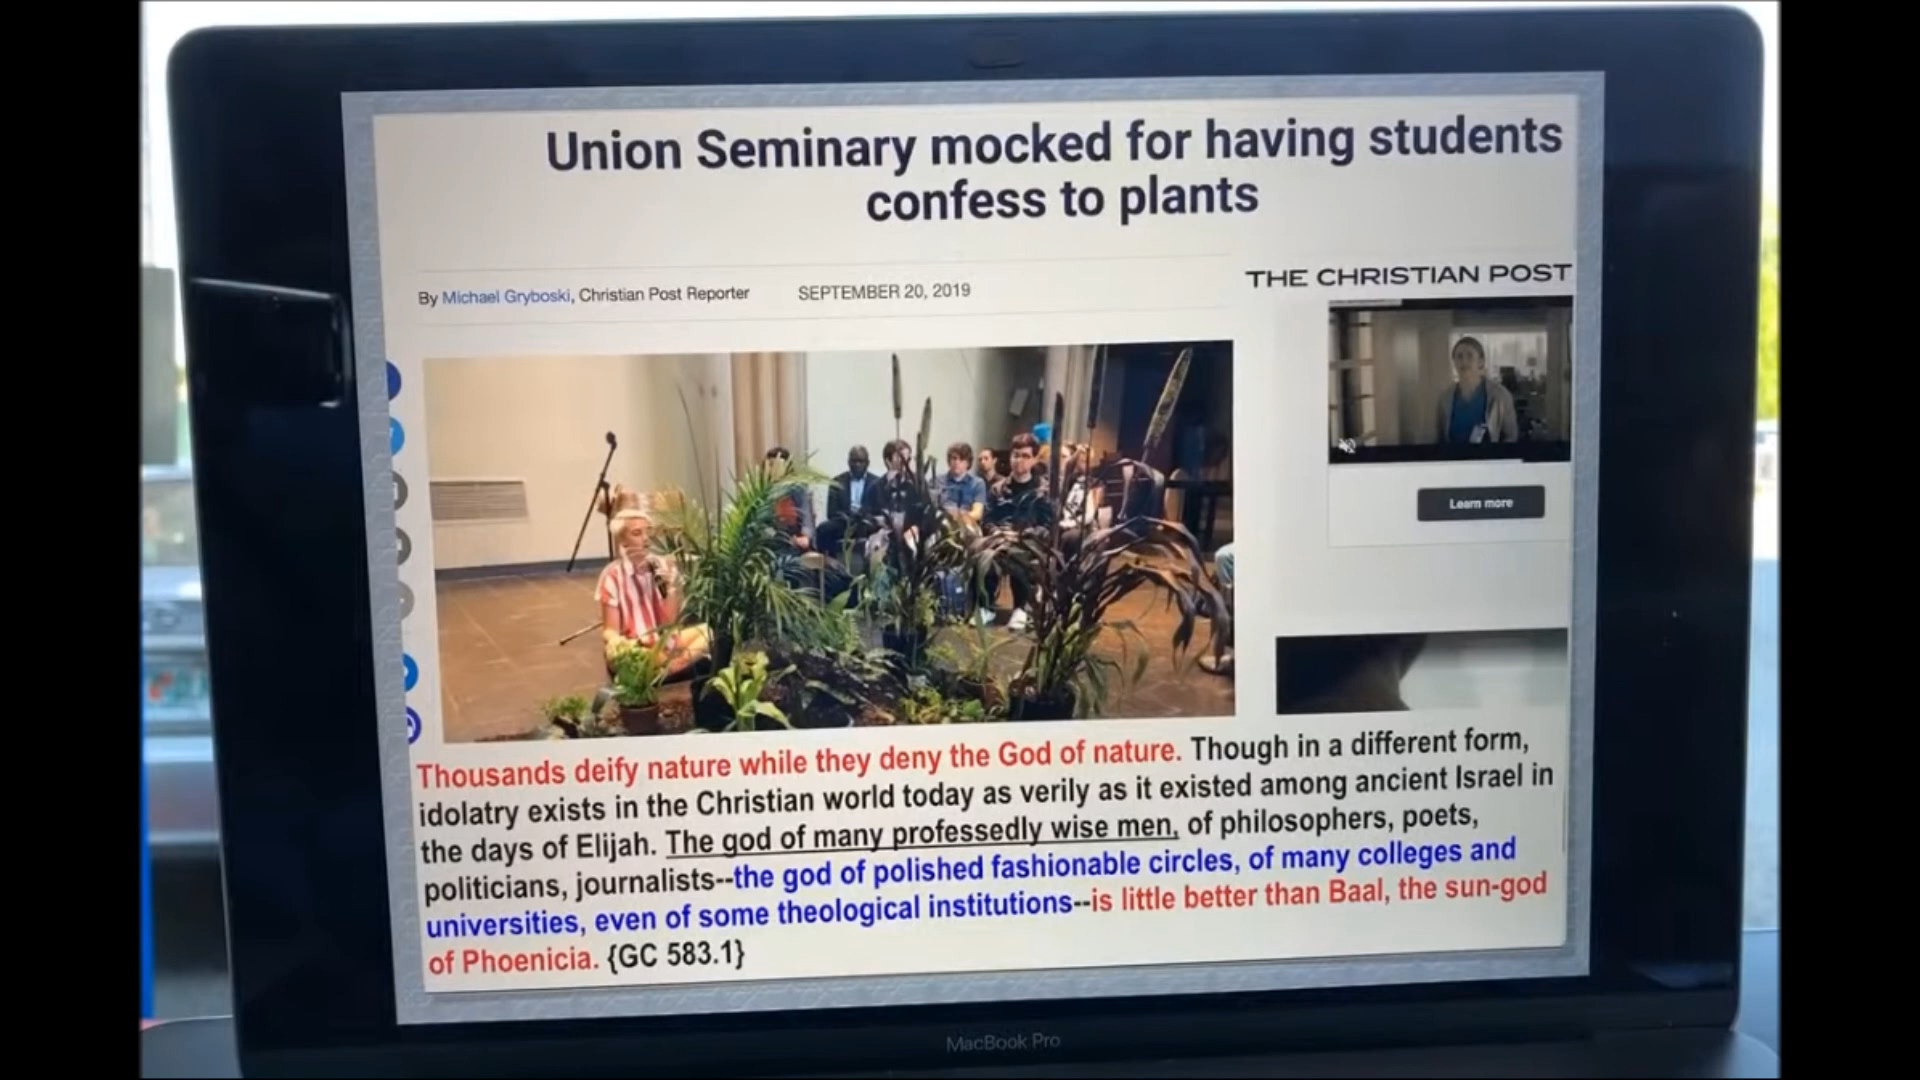 Union Seminary mocked for having students
confess to plants
THE CHRISTIAN POST
By Michael Gryboski, Christian Post Reporter
SEPTEMBER 20, 2019
Learn more
Thousands deify nature while they deny the God of nature. Though in a different form,
idolatry exists in the Christian world today as verily as it existed among ancient Israel in
the days of Elijah. The god of many professedly wise men, of philosophers, poets,
politicians, journalists--the god of polished fashionable circles, of many colleges and
universities, even of some theological institutions--is little better than Baal, the sun-god
of Phoenicia. {GC 583.1}
MacBook Pro